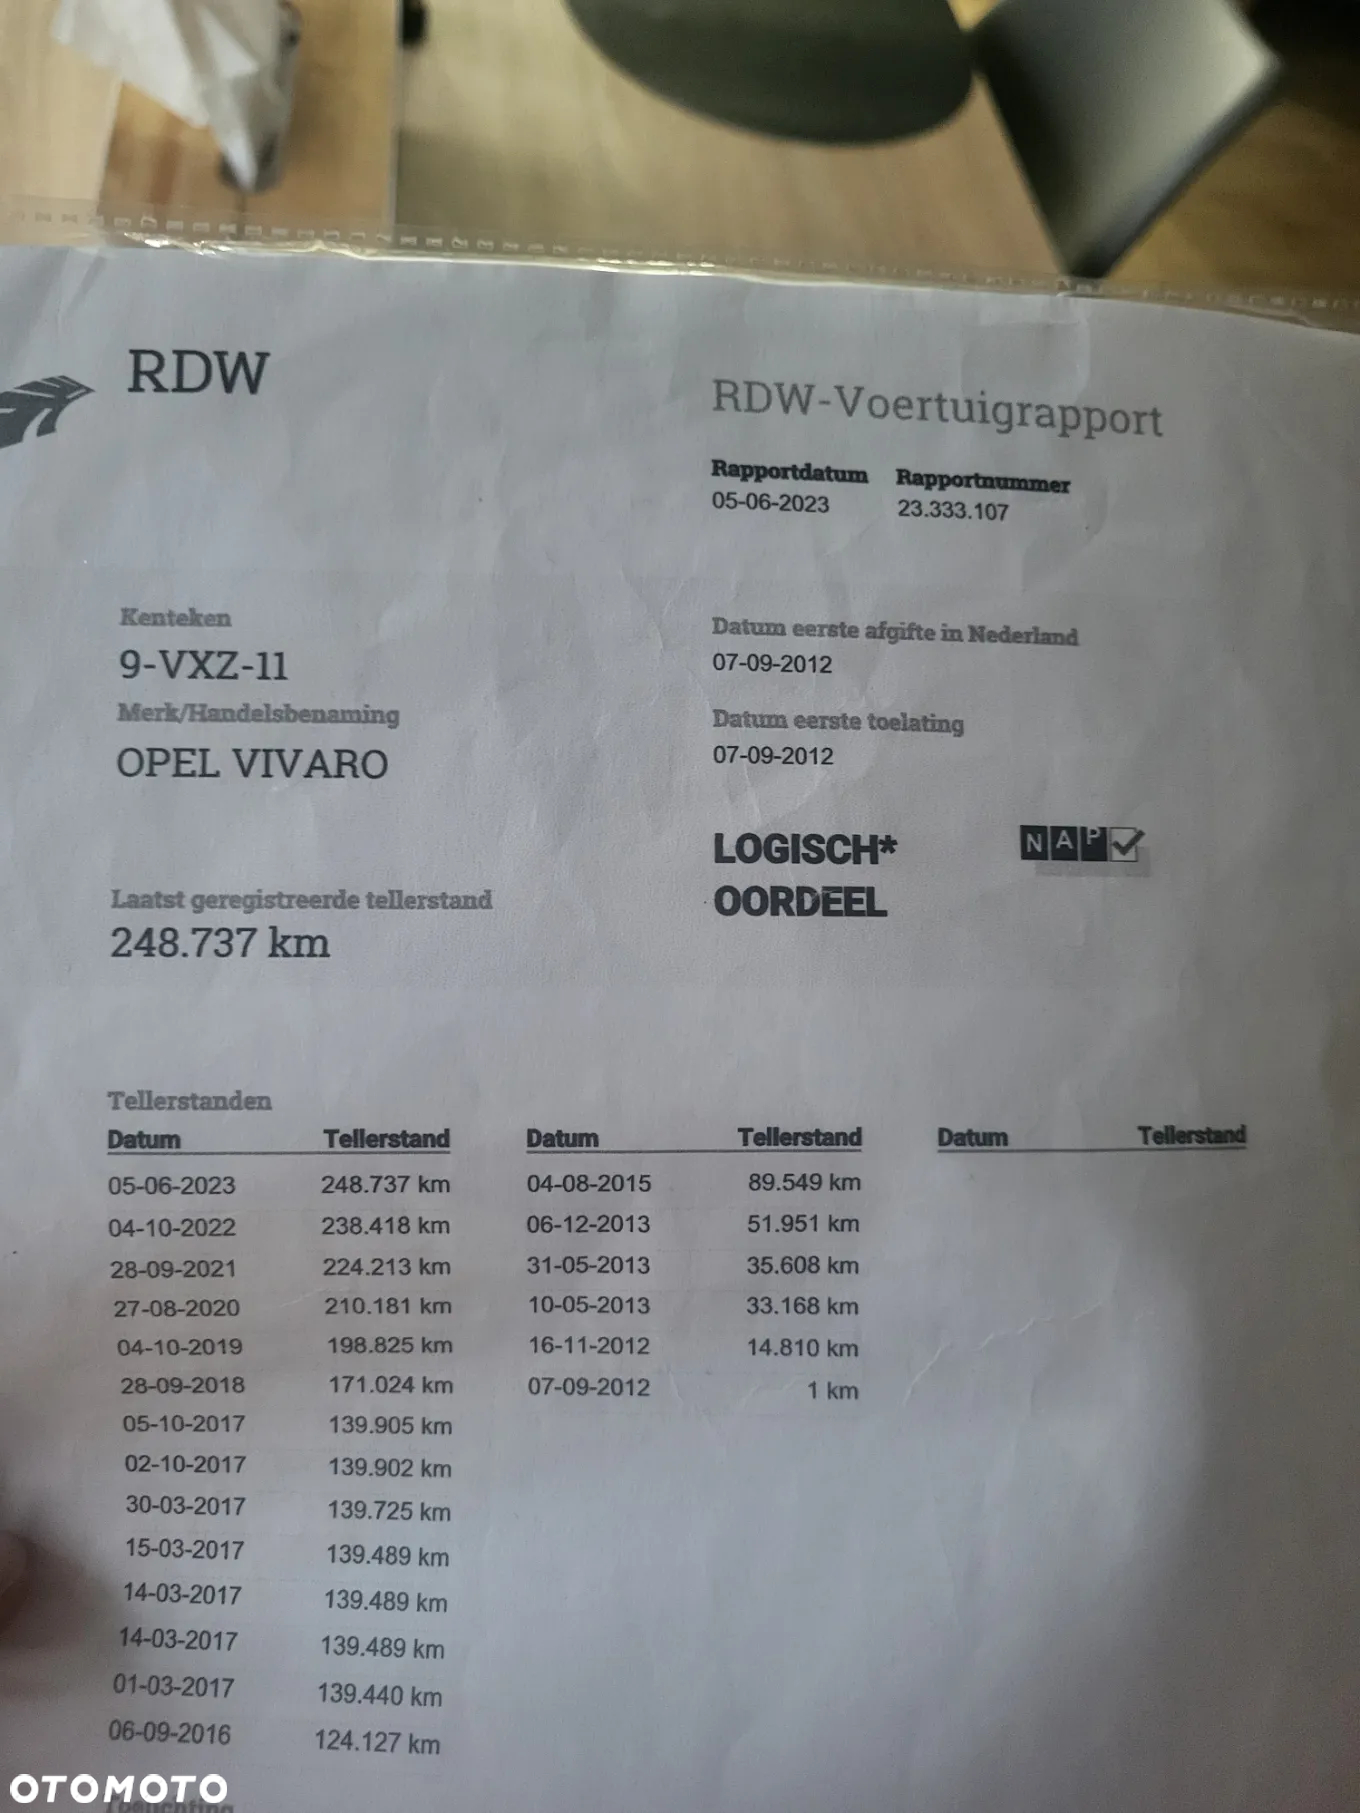 RDW
RDW-Voertuigrapport
Rapportdatum Rapportnummer
05-06-2023 23.333.107
Kenteken
9-VXZ-11
Merk/Handelsbenaming
OPEL VIVARO
Datum eerste afgifte in Nederland
07-09-2012
Datum eerste toelating
07-09-2012
LOGISCH*
OORDEEL
NAP
Laatst geregistreerde tellerstand
248.737 km
Tellerstanden
Datum Tellerstand Datum Tellerstand Datum Tellerstand
05-06-2023 248.737 km 04-08-2015 89.549 km
04-10-2022 238.418 km 06-12-2013 51.951 km
28-09-2021 224.213 km 31-05-2013 35.608 km
27-08-2020 210.181 km 10-05-2013 33.168 km
04-10-2019 198.825 km 16-11-2012 14.810 km
28-09-2018 171.024 km 07-09-2012 1 km
05-10-2017 139.905 km
02-10-2017 139.902 km
30-03-2017 139.725 km
15-03-2017 139.489 km
14-03-2017 139.489 km
14-03-2017 139.489 km
01-03-2017 139.440 km
06-09-2016 124.127 km
Toelichting
OTOMOTO